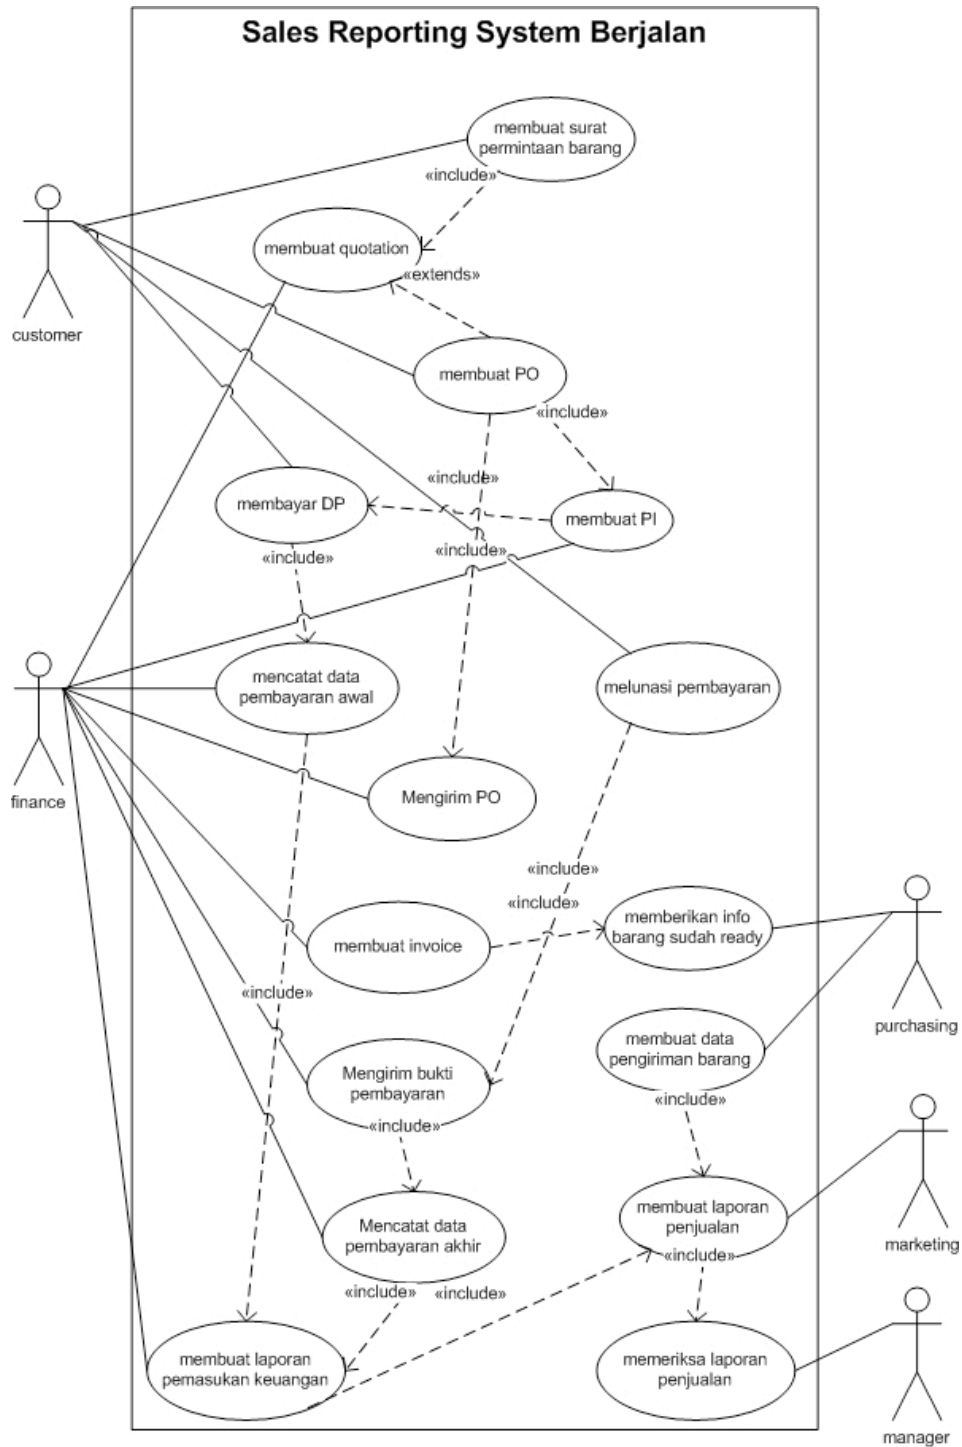 Sales Reporting System Berjalan
membuat surat
permintaan barang
«include»
membuat quotation
«extends»
customer
membuat PO
«include»
«include»
membayar DP
membuat PI
«include»
«include»
mencatat data
pembayaran awal
melunasi pembayaran
finance
Mengirim PO
«include»
«include»
memberikan info
barang sudah ready
membuat invoice
«include»
purchasing
membuat data
pengiriman barang
Mengirim bukti
pembayaran
«include»
«include»
membuat laporan
penjualan
marketing
Mencatat data
pembayaran akhir
«include»
«include»
«include»
membuat laporan
pemasukan keuangan
memeriksa laporan
penjualan
manager